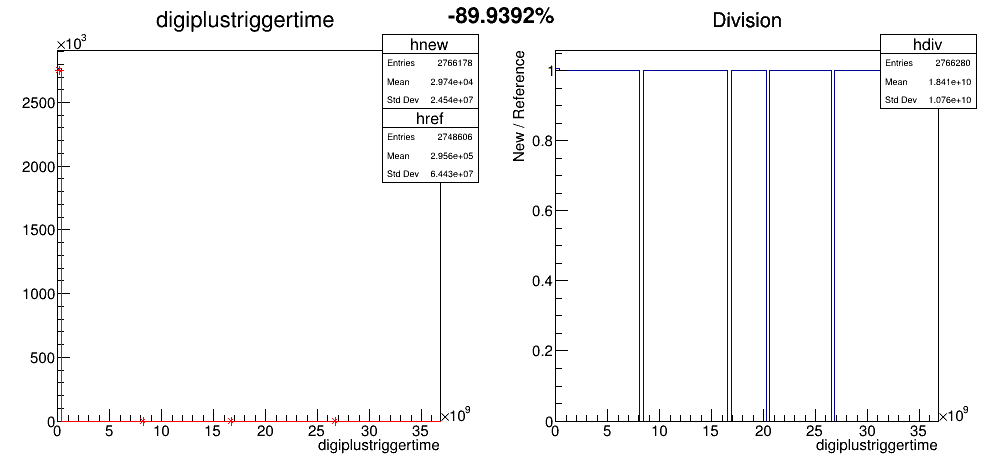 digiplustriggertime
-89.9392%
Division
×10³
hnew
Entries 2766178
Mean 2.974e+04
Std Dev 2.454e+07
href
Entries 2748606
Mean 2.956e+05
Std Dev 6.443e+07
2500
2000
1500
1000
500
0
0 5 10 15 20 25 30 35
×10⁹
digiplustriggertime
hdiv
Entries 2766280
Mean 1.841e+10
Std Dev 1.076e+10
New / Reference
1
0.8
0.6
0.4
0.2
0
0 5 10 15 20 25 30 35
×10⁹
digiplustriggertime